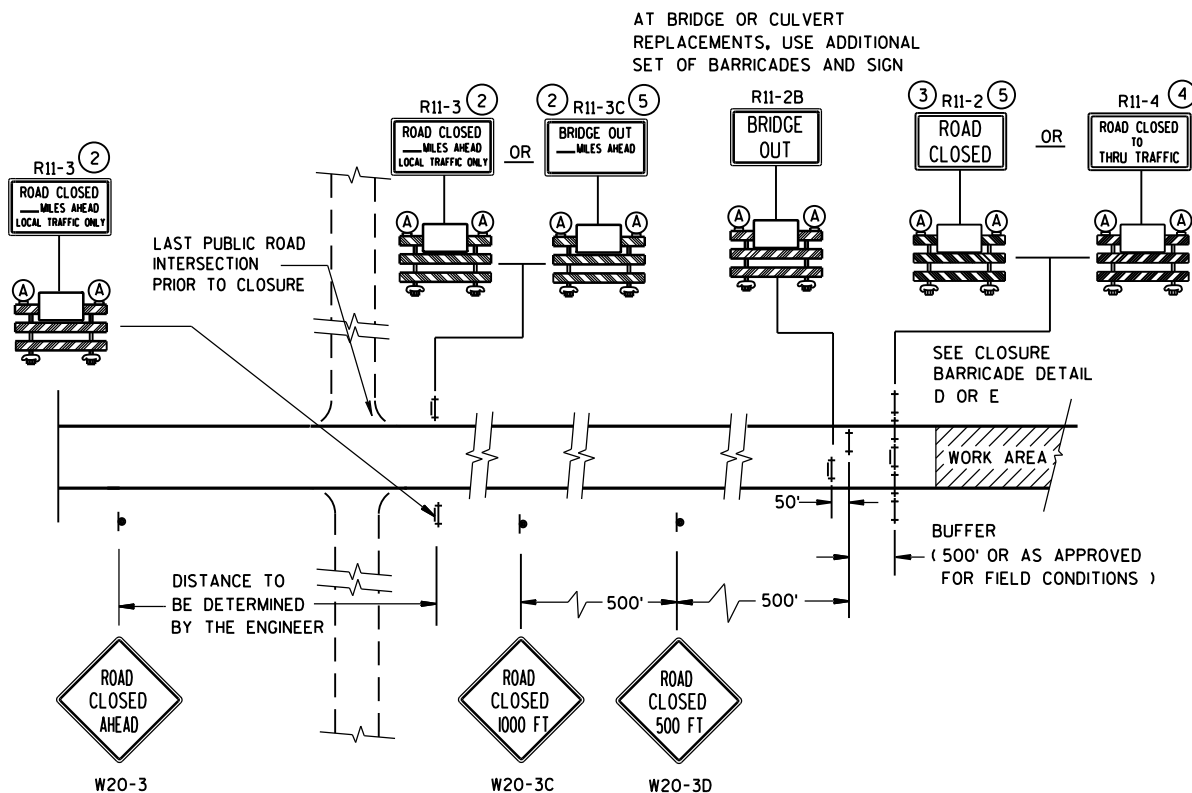 AT BRIDGE OR CULVERT
REPLACEMENTS, USE ADDITIONAL
SET OF BARRICADES AND SIGN
R11-3 2
ROAD CLOSED
___MILES AHEAD
LOCAL TRAFFIC ONLY
R11-3 2
ROAD CLOSED
___MILES AHEAD
LOCAL TRAFFIC ONLY
OR
2 R11-3C 5
BRIDGE OUT
___MILES AHEAD
R11-2B
BRIDGE
OUT
3 R11-2 5
ROAD
CLOSED
OR
R11-4 4
ROAD CLOSED
TO
THRU TRAFFIC
A A
A A
A A
A A
A A
A A
LAST PUBLIC ROAD
INTERSECTION
PRIOR TO CLOSURE
SEE CLOSURE
BARRICADE DETAIL
D OR E
WORK AREA
50'
BUFFER
( 500' OR AS APPROVED
FOR FIELD CONDITIONS )
DISTANCE TO
BE DETERMINED
BY THE ENGINEER
500'
500'
ROAD
CLOSED
AHEAD
W20-3
ROAD
CLOSED
1000 FT
W20-3C
ROAD
CLOSED
500 FT
W20-3D